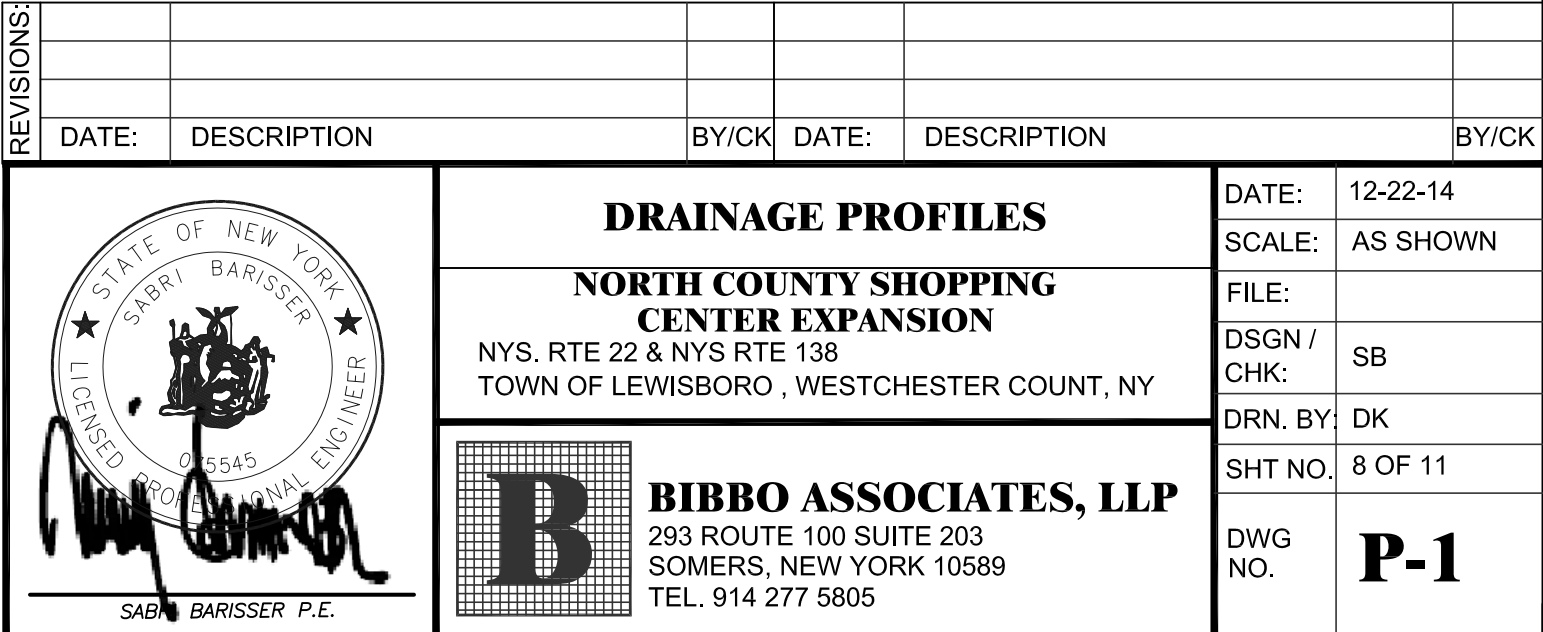 REVISIONS:
DATE: DESCRIPTION BY/CK DATE: DESCRIPTION BY/CK
STATE OF NEW YORK
SABRI BARISSER
LICENSED PROFESSIONAL ENGINEER
SABRI BARISSER P.E.
DRAINAGE PROFILES
NORTH COUNTY SHOPPING
CENTER EXPANSION
NYS. RTE 22 & NYS RTE 138
TOWN OF LEWISBORO , WESTCHESTER COUNT, NY
B
BIBBO ASSOCIATES, LLP
293 ROUTE 100 SUITE 203
SOMERS, NEW YORK 10589
TEL. 914 277 5805
DATE: 12-22-14
SCALE: AS SHOWN
FILE:
DSGN /
CHK: SB
DRN. BY: DK
SHT NO. 8 OF 11
DWG
NO. P-1